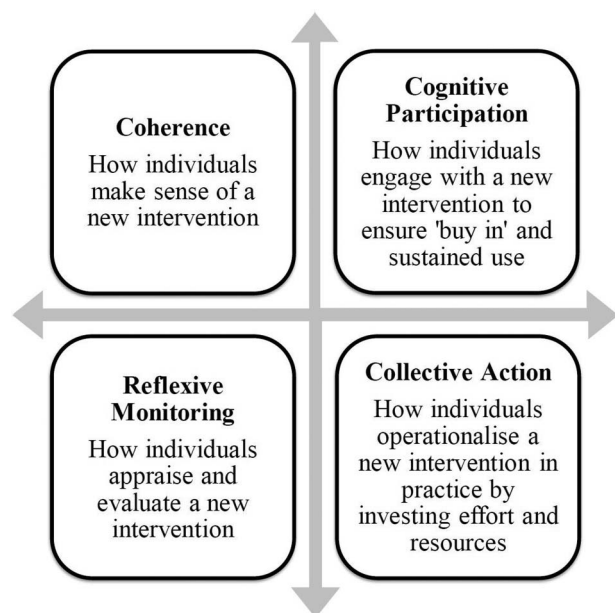 Coherence
How individuals
make sense of a
new intervention
Cognitive
Participation
How individuals
engage with a new
intervention to
ensure 'buy in' and
sustained use
Reflexive
Monitoring
How individuals
appraise and
evaluate a new
intervention
Collective Action
How individuals
operationalise a
new intervention in
practice by
investing effort and
resources